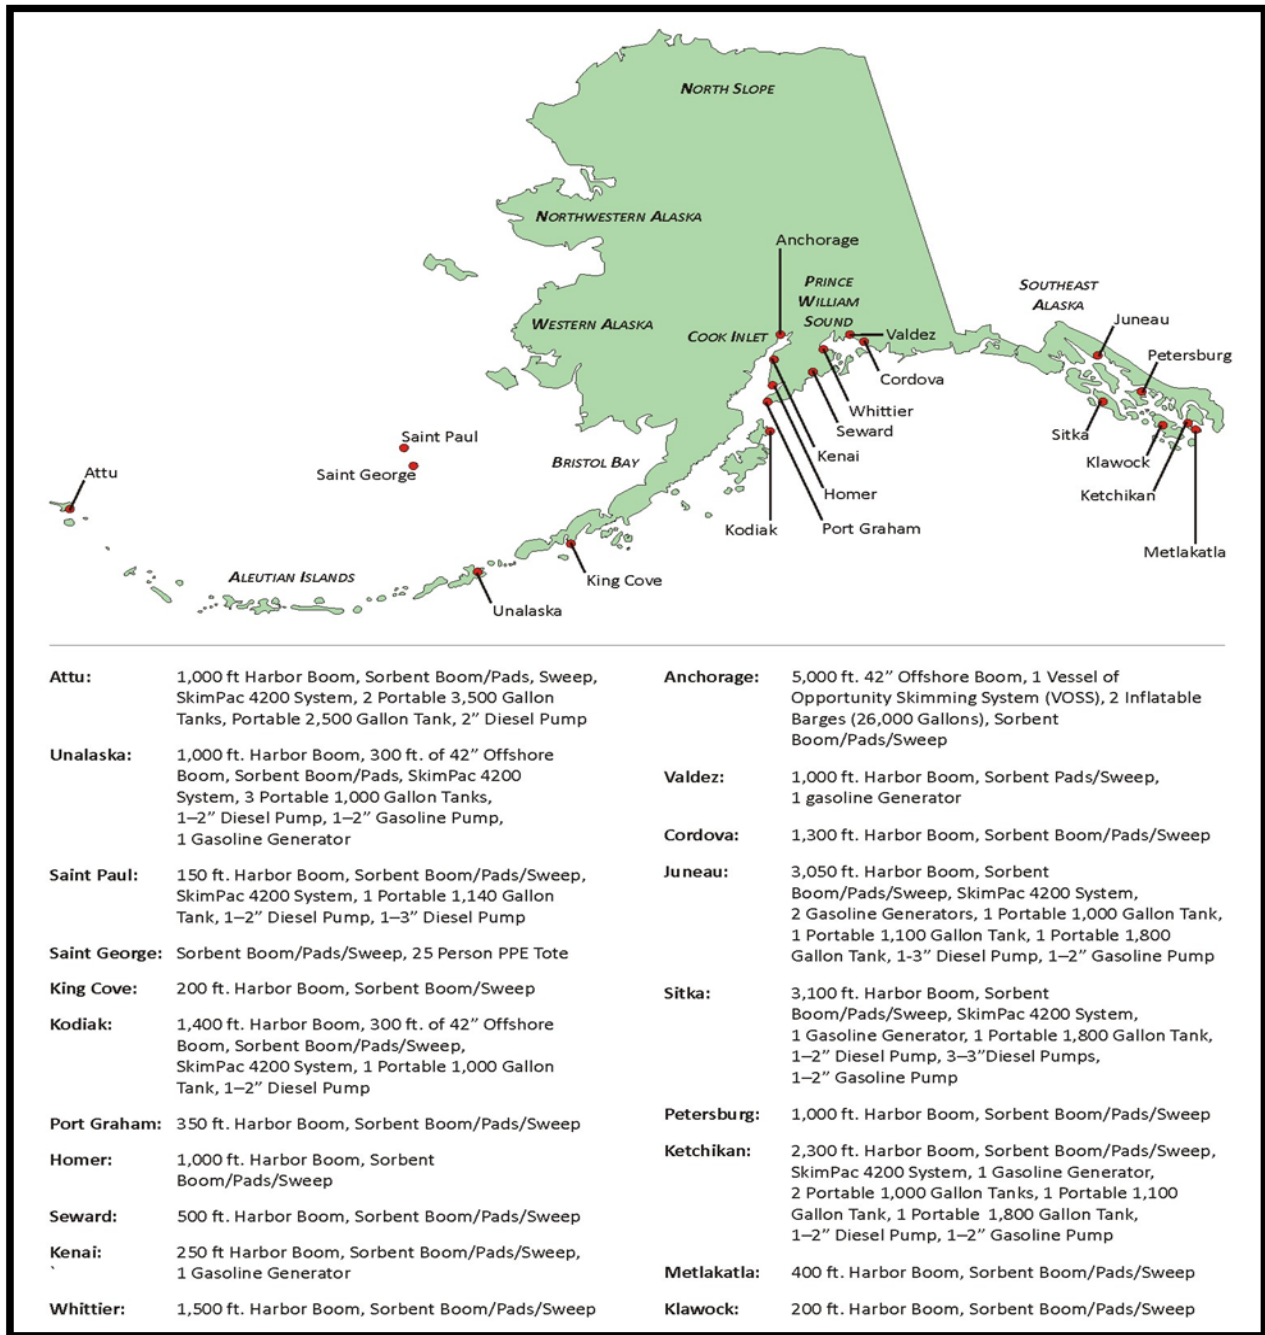 NORTH SLOPE
NORTHWESTERN ALASKA
Anchorage
PRINCE
WILLIAM
SOUND
SOUTHEAST
ALASKA
WESTERN ALASKA
COOK INLET
Valdez
Juneau
Petersburg
Cordova
Whittier
Seward
Sitka
Saint Paul
Kenai
Klawock
Saint George
BRISTOL BAY
Attu
Homer
Ketchikan
Kodiak
Port Graham
Metlakatla
ALEUTIAN ISLANDS
King Cove
Unalaska
Attu: 1,000 ft Harbor Boom, Sorbent Boom/Pads, Sweep,
SkimPac 4200 System, 2 Portable 3,500 Gallon
Tanks, Portable 2,500 Gallon Tank, 2” Diesel Pump
Unalaska: 1,000 ft. Harbor Boom, 300 ft. of 42” Offshore
Boom, Sorbent Boom/Pads, SkimPac 4200
System, 3 Portable 1,000 Gallon Tanks,
1–2” Diesel Pump, 1–2” Gasoline Pump,
1 Gasoline Generator
Saint Paul: 150 ft. Harbor Boom, Sorbent Boom/Pads/Sweep,
SkimPac 4200 System, 1 Portable 1,140 Gallon
Tank, 1–2” Diesel Pump, 1–3” Diesel Pump
Saint George: Sorbent Boom/Pads/Sweep, 25 Person PPE Tote
King Cove: 200 ft. Harbor Boom, Sorbent Boom/Sweep
Kodiak: 1,400 ft. Harbor Boom, 300 ft. of 42” Offshore
Boom, Sorbent Boom/Pads/Sweep,
SkimPac 4200 System, 1 Portable 1,000 Gallon
Tank, 1–2” Diesel Pump
Port Graham: 350 ft. Harbor Boom, Sorbent Boom/Pads/Sweep
Homer: 1,000 ft. Harbor Boom, Sorbent
Boom/Pads/Sweep
Seward: 500 ft. Harbor Boom, Sorbent Boom/Pads/Sweep
Kenai: 250 ft Harbor Boom, Sorbent Boom/Pads/Sweep,
` 1 Gasoline Generator
Whittier: 1,500 ft. Harbor Boom, Sorbent Boom/Pads/Sweep
Anchorage: 5,000 ft. 42” Offshore Boom, 1 Vessel of
Opportunity Skimming System (VOSS), 2 Inflatable
Barges (26,000 Gallons), Sorbent
Boom/Pads/Sweep
Valdez: 1,000 ft. Harbor Boom, Sorbent Pads/Sweep,
1 gasoline Generator
Cordova: 1,300 ft. Harbor Boom, Sorbent Boom/Pads/Sweep
Juneau: 3,050 ft. Harbor Boom, Sorbent
Boom/Pads/Sweep, SkimPac 4200 System,
2 Gasoline Generators, 1 Portable 1,000 Gallon Tank,
1 Portable 1,100 Gallon Tank, 1 Portable 1,800
Gallon Tank, 1-3” Diesel Pump, 1–2” Gasoline Pump
Sitka: 3,100 ft. Harbor Boom, Sorbent
Boom/Pads/Sweep, SkimPac 4200 System,
1 Gasoline Generator, 1 Portable 1,800 Gallon Tank,
1–2” Diesel Pump, 3–3”Diesel Pumps,
1–2” Gasoline Pump
Petersburg: 1,000 ft. Harbor Boom, Sorbent Boom/Pads/Sweep
Ketchikan: 2,300 ft. Harbor Boom, Sorbent Boom/Pads/Sweep,
SkimPac 4200 System, 1 Gasoline Generator,
2 Portable 1,000 Gallon Tanks, 1 Portable 1,100
Gallon Tank, 1 Portable 1,800 Gallon Tank,
1–2” Diesel Pump, 1–2” Gasoline Pump
Metlakatla: 400 ft. Harbor Boom, Sorbent Boom/Pads/Sweep
Klawock: 200 ft. Harbor Boom, Sorbent Boom/Pads/Sweep